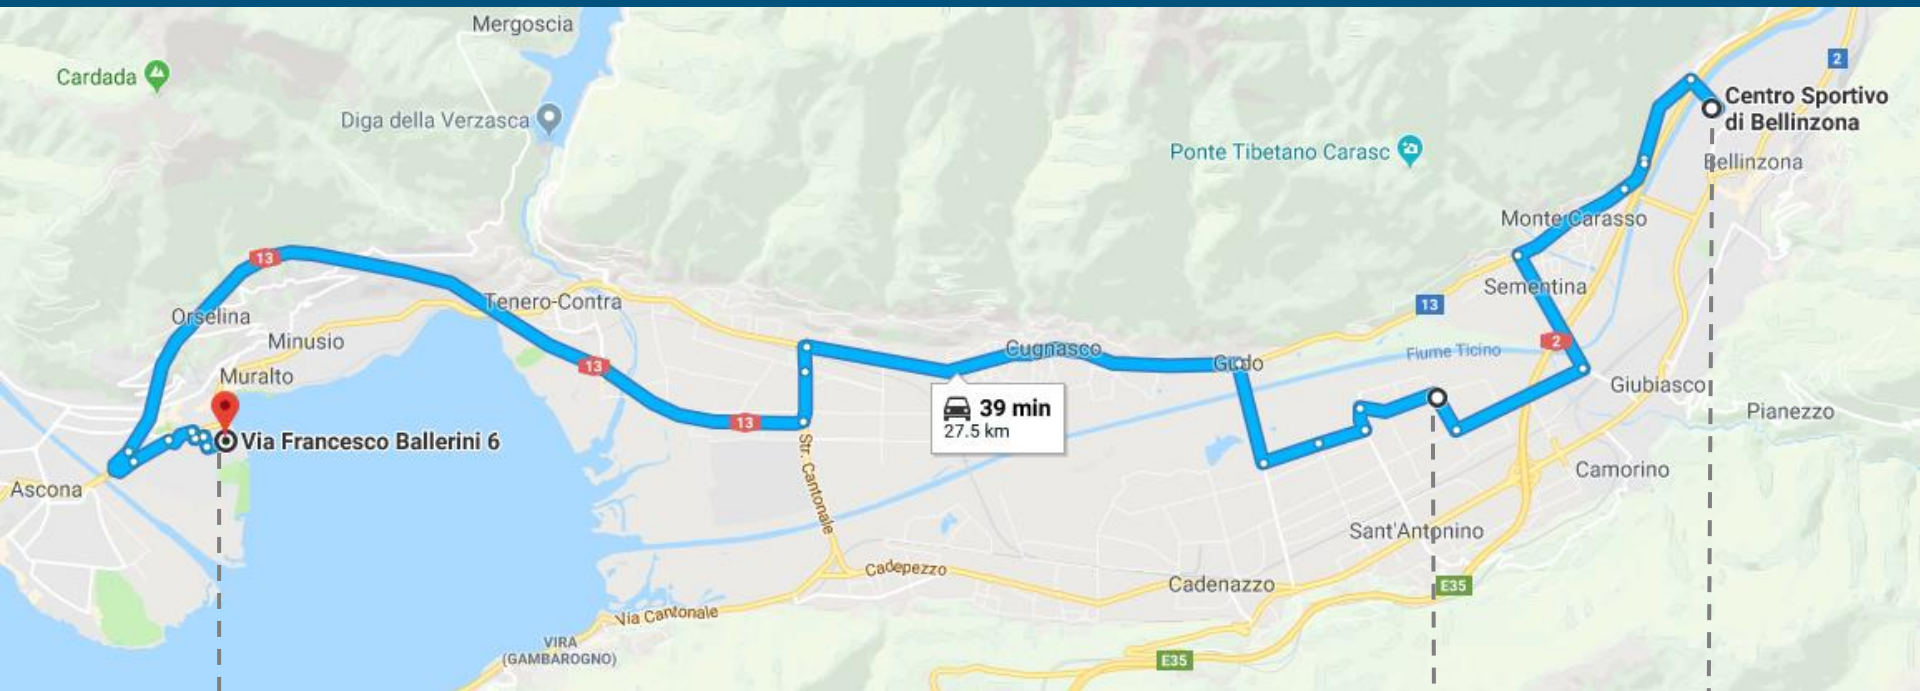 Mergoscia
Cardada
2
Diga della Verzasca
Centro Sportivo
di Bellinzona
Ponte Tibetano Carasc
Bellinzona
Monte Carasso
13
Sementina
Tenero-Contra
13
Orselina
Minusio
2
Fiume Ticino
Cugnasco
Gudo
13
Muralto
Giubiasco
39 min
27.5 km
Pianezzo
13
Via Francesco Ballerini 6
Str. Cantonale
Camorino
Ascona
Sant'Antonino
Cadepezzo
Cadenazzo
E35
Via Cantonale
VIRA
(GAMBAROGNO)
E35